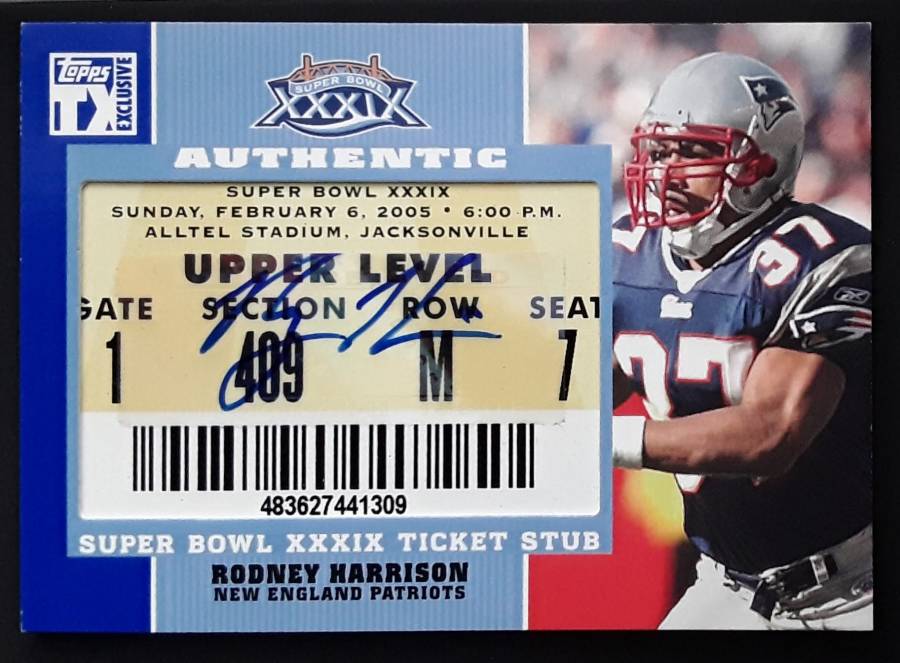 Topps
TX
EXCLUSIVE
SUPER BOWL
XXXIX
AUTHENTIC
SUPER BOWL XXXIX
SUNDAY, FEBRUARY 6, 2005 • 6:00 P.M.
ALLTEL STADIUM, JACKSONVILLE
UPPER LEVEL
GATE SECTION ROW SEAT
1 409 M 7
483627441309
SUPER BOWL XXXIX TICKET STUB
RODNEY HARRISON
NEW ENGLAND PATRIOTS
37
37